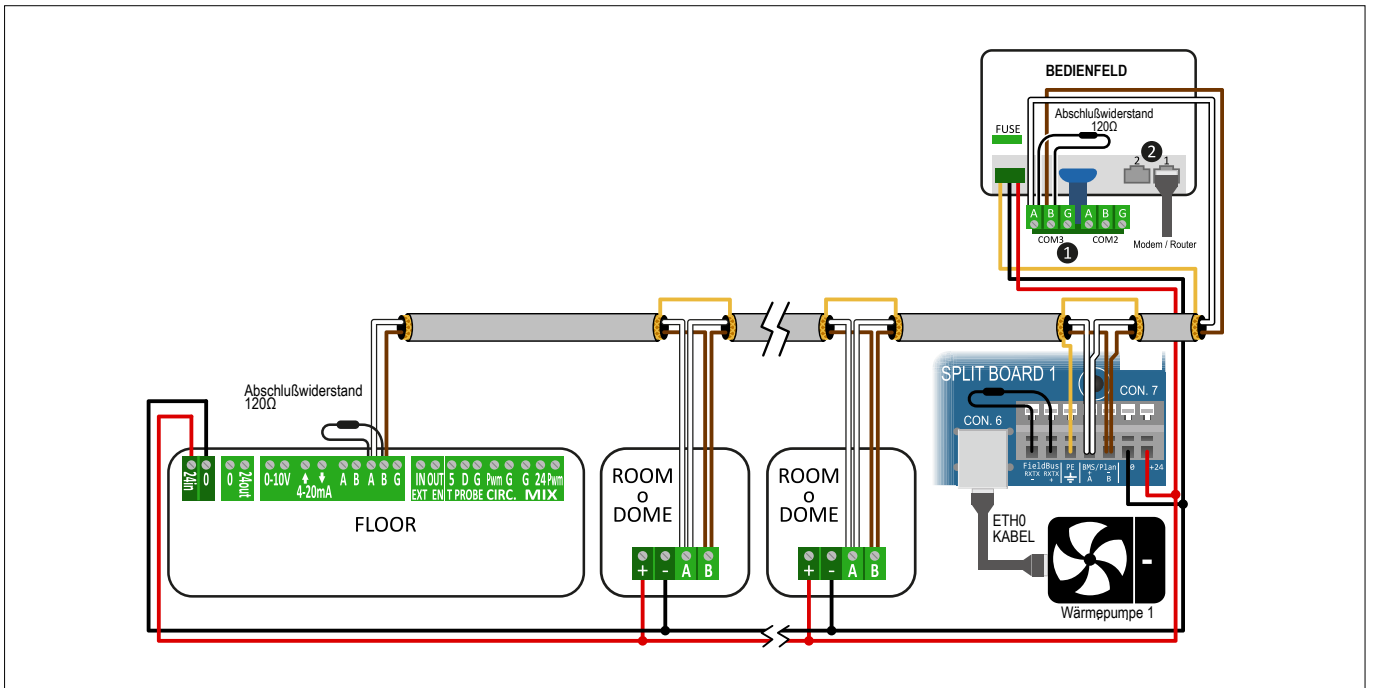 BEDIENFELD
Abschlußwiderstand
120Ω
FUSE
2
2 1
A B G A B G
COM3 COM2
1
Modem / Router
SPLIT BOARD 1
CON. 7
CON. 6
FieldBus PE BMS/Plan 0 +24
RXTX RXTX + -
- + A B
ETH0
KABEL
Wärmepumpe 1
Abschlußwiderstand
120Ω
24in 0 0 24out 0-10V 4-20mA A B A B G
IN OUT 5 D G Pwm G G 24 Pwm
EXT EN T PROBE CIRC. MIX
FLOOR
ROOM
o
DOME
+ - A B
ROOM
o
DOME
+ - A B